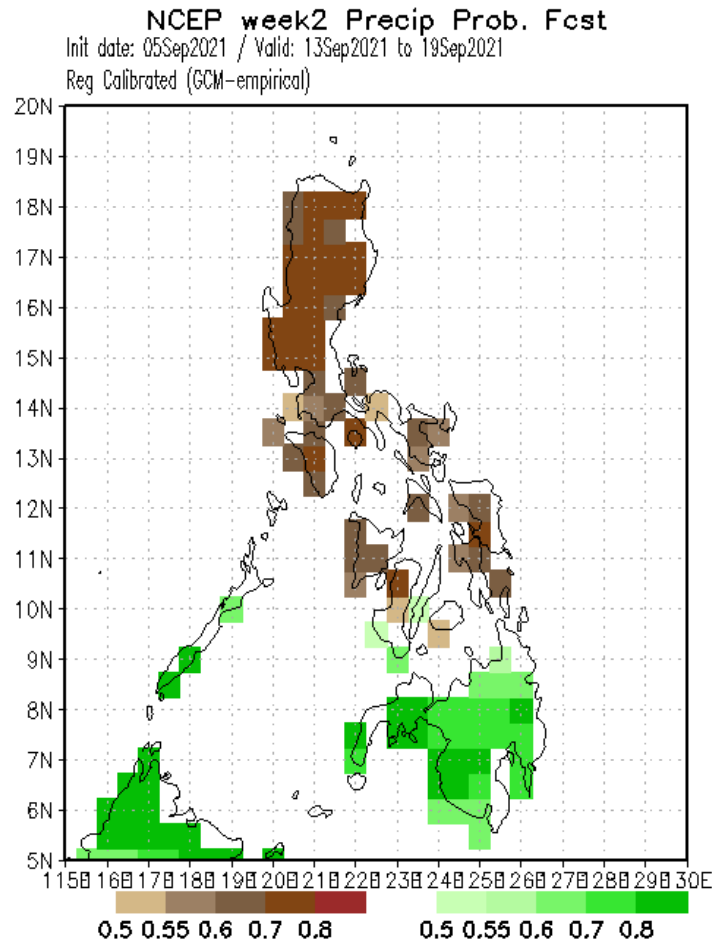 NCEP week2 Precip Prob. Fcst
Init date: 05Sep2021 / Valid: 13Sep2021 to 19Sep2021
Reg Calibrated (GCM-empirical)
20N
19N
18N
17N
16N
15N
14N
13N
12N
11N
10N
9N
8N
7N
6N
5N
115E 116E 117E 118E 119E 120E 121E 122E 123E 124E 125E 126E 127E 128E 129E 130E
0.5 0.55 0.6 0.7 0.8 0.5 0.55 0.6 0.7 0.8